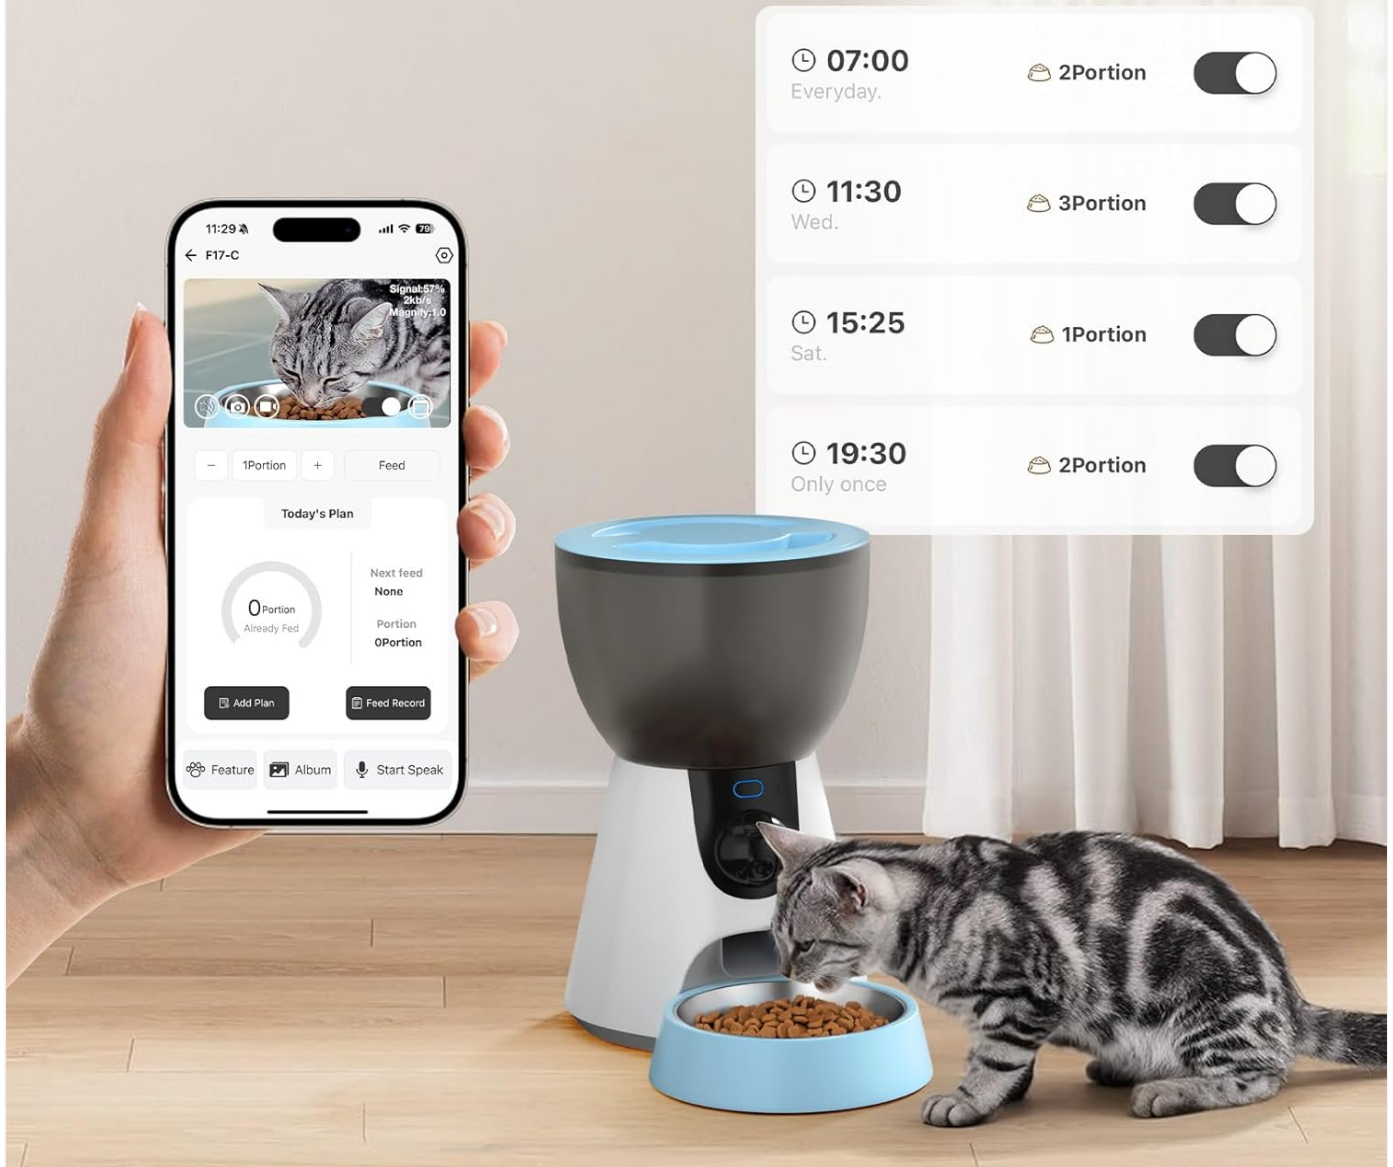 11:29
79
F17-C
Signal:57%
2kb/s
Magnify:1.0
− 1Portion + Feed
Today's Plan
0 Portion
Already Fed
Next feed
None
Portion
0Portion
Add Plan
Feed Record
Feature
Album
Start Speak
07:00
Everyday.
2Portion
11:30
Wed.
3Portion
15:25
Sat.
1Portion
19:30
Only once
2Portion